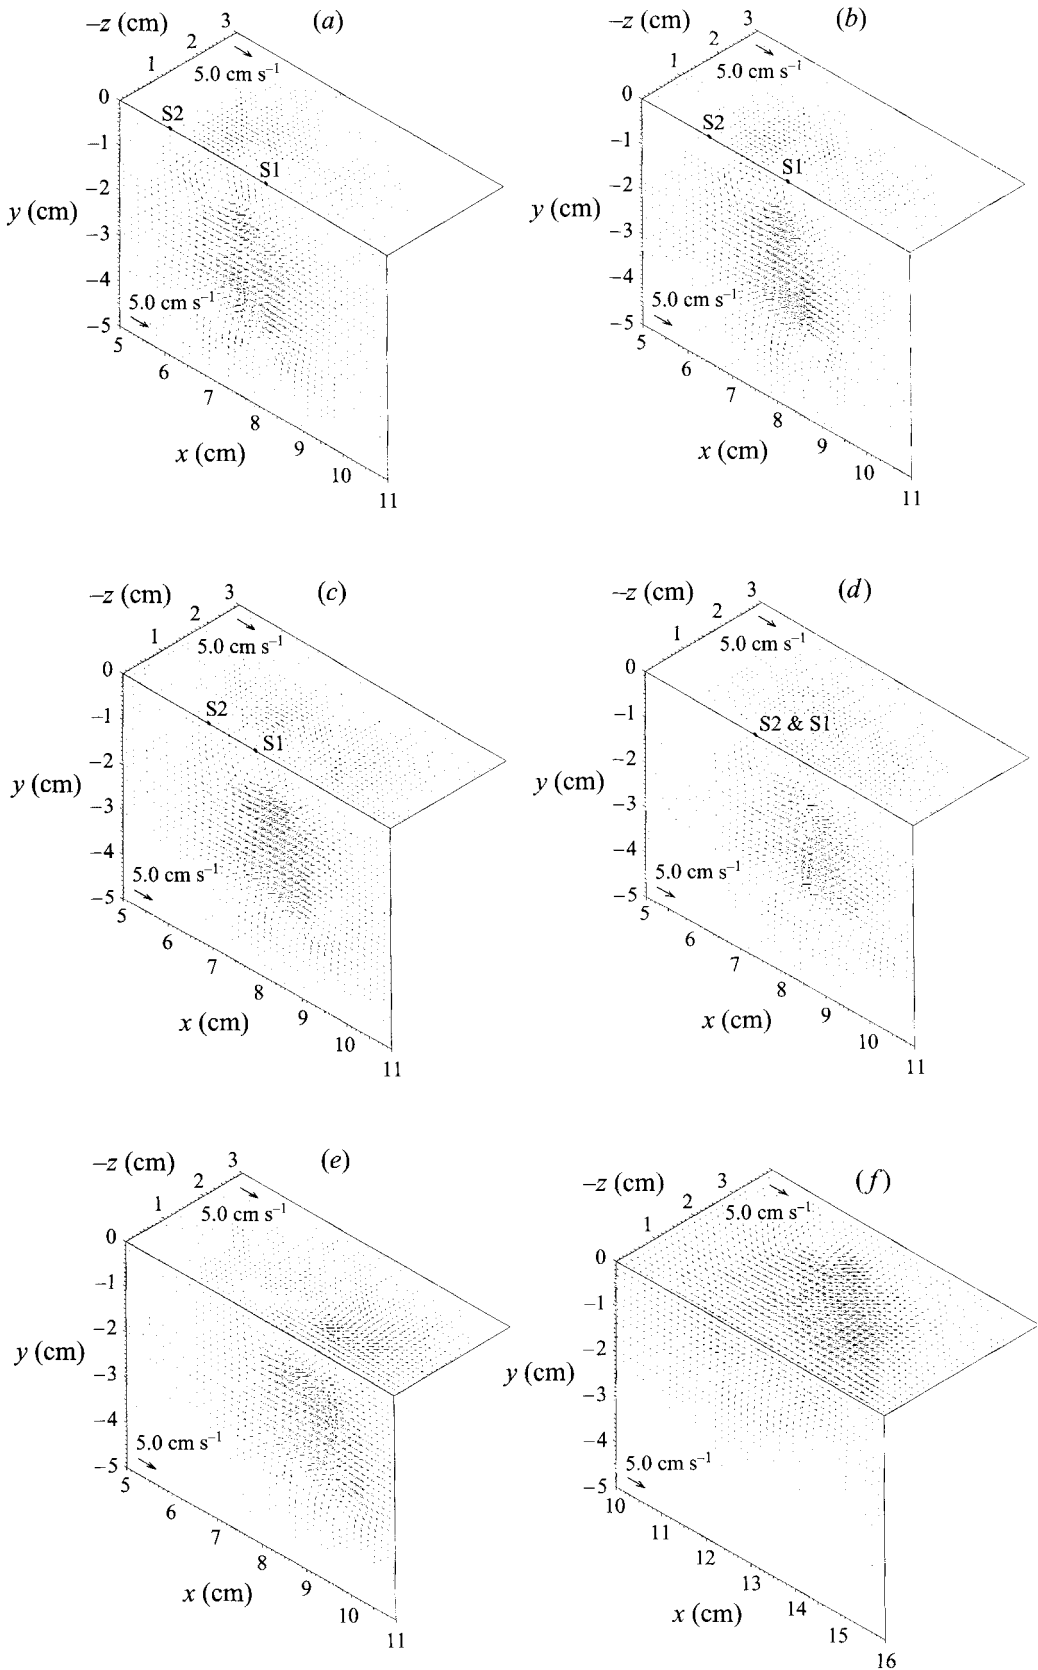 −z (cm)
3
(a)
2
1
5.0 cm s⁻¹
0
S2
−1
S1
−2
y (cm)
−3
−4
5.0 cm s⁻¹
−5
5
6
7
8
x (cm)
9
10
11
−z (cm)
3
(b)
2
1
5.0 cm s⁻¹
0
S2
−1
S1
−2
y (cm)
−3
−4
5.0 cm s⁻¹
−5
5
6
7
8
x (cm)
9
10
11
−z (cm)
3
(c)
2
1
5.0 cm s⁻¹
0
S2
−1
S1
−2
y (cm)
−3
−4
5.0 cm s⁻¹
−5
5
6
7
8
x (cm)
9
10
11
−z (cm)
3
(d)
2
1
5.0 cm s⁻¹
0
S2 & S1
−1
−2
y (cm)
−3
−4
5.0 cm s⁻¹
−5
5
6
7
8
x (cm)
9
10
11
−z (cm)
3
(e)
2
1
5.0 cm s⁻¹
0
−1
−2
y (cm)
−3
−4
5.0 cm s⁻¹
−5
5
6
7
8
x (cm)
9
10
11
−z (cm)
3
(f)
2
1
5.0 cm s⁻¹
0
−1
−2
y (cm)
−3
−4
5.0 cm s⁻¹
−5
10
11
12
13
x (cm)
14
15
16